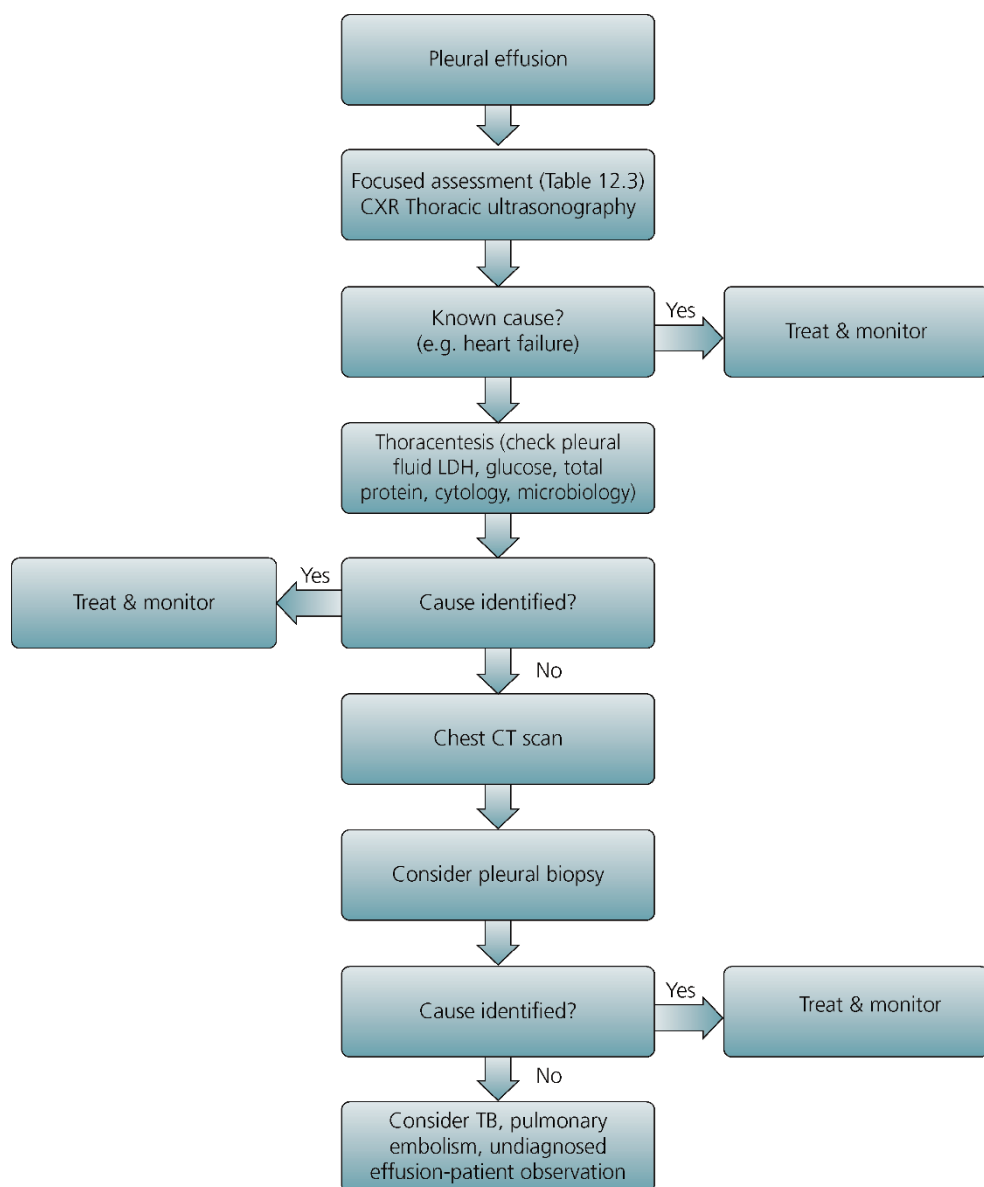 Pleural effusion
Focused assessment (Table 12.3)
CXR Thoracic ultrasonography
Known cause?
(e.g. heart failure)
Yes
Treat & monitor
Thoracentesis (check pleural
fluid LDH, glucose, total
protein, cytology, microbiology)
Cause identified?
Yes
Treat & monitor
No
Chest CT scan
Consider pleural biopsy
Cause identified?
Yes
Treat & monitor
No
Consider TB, pulmonary
embolism, undiagnosed
effusion-patient observation